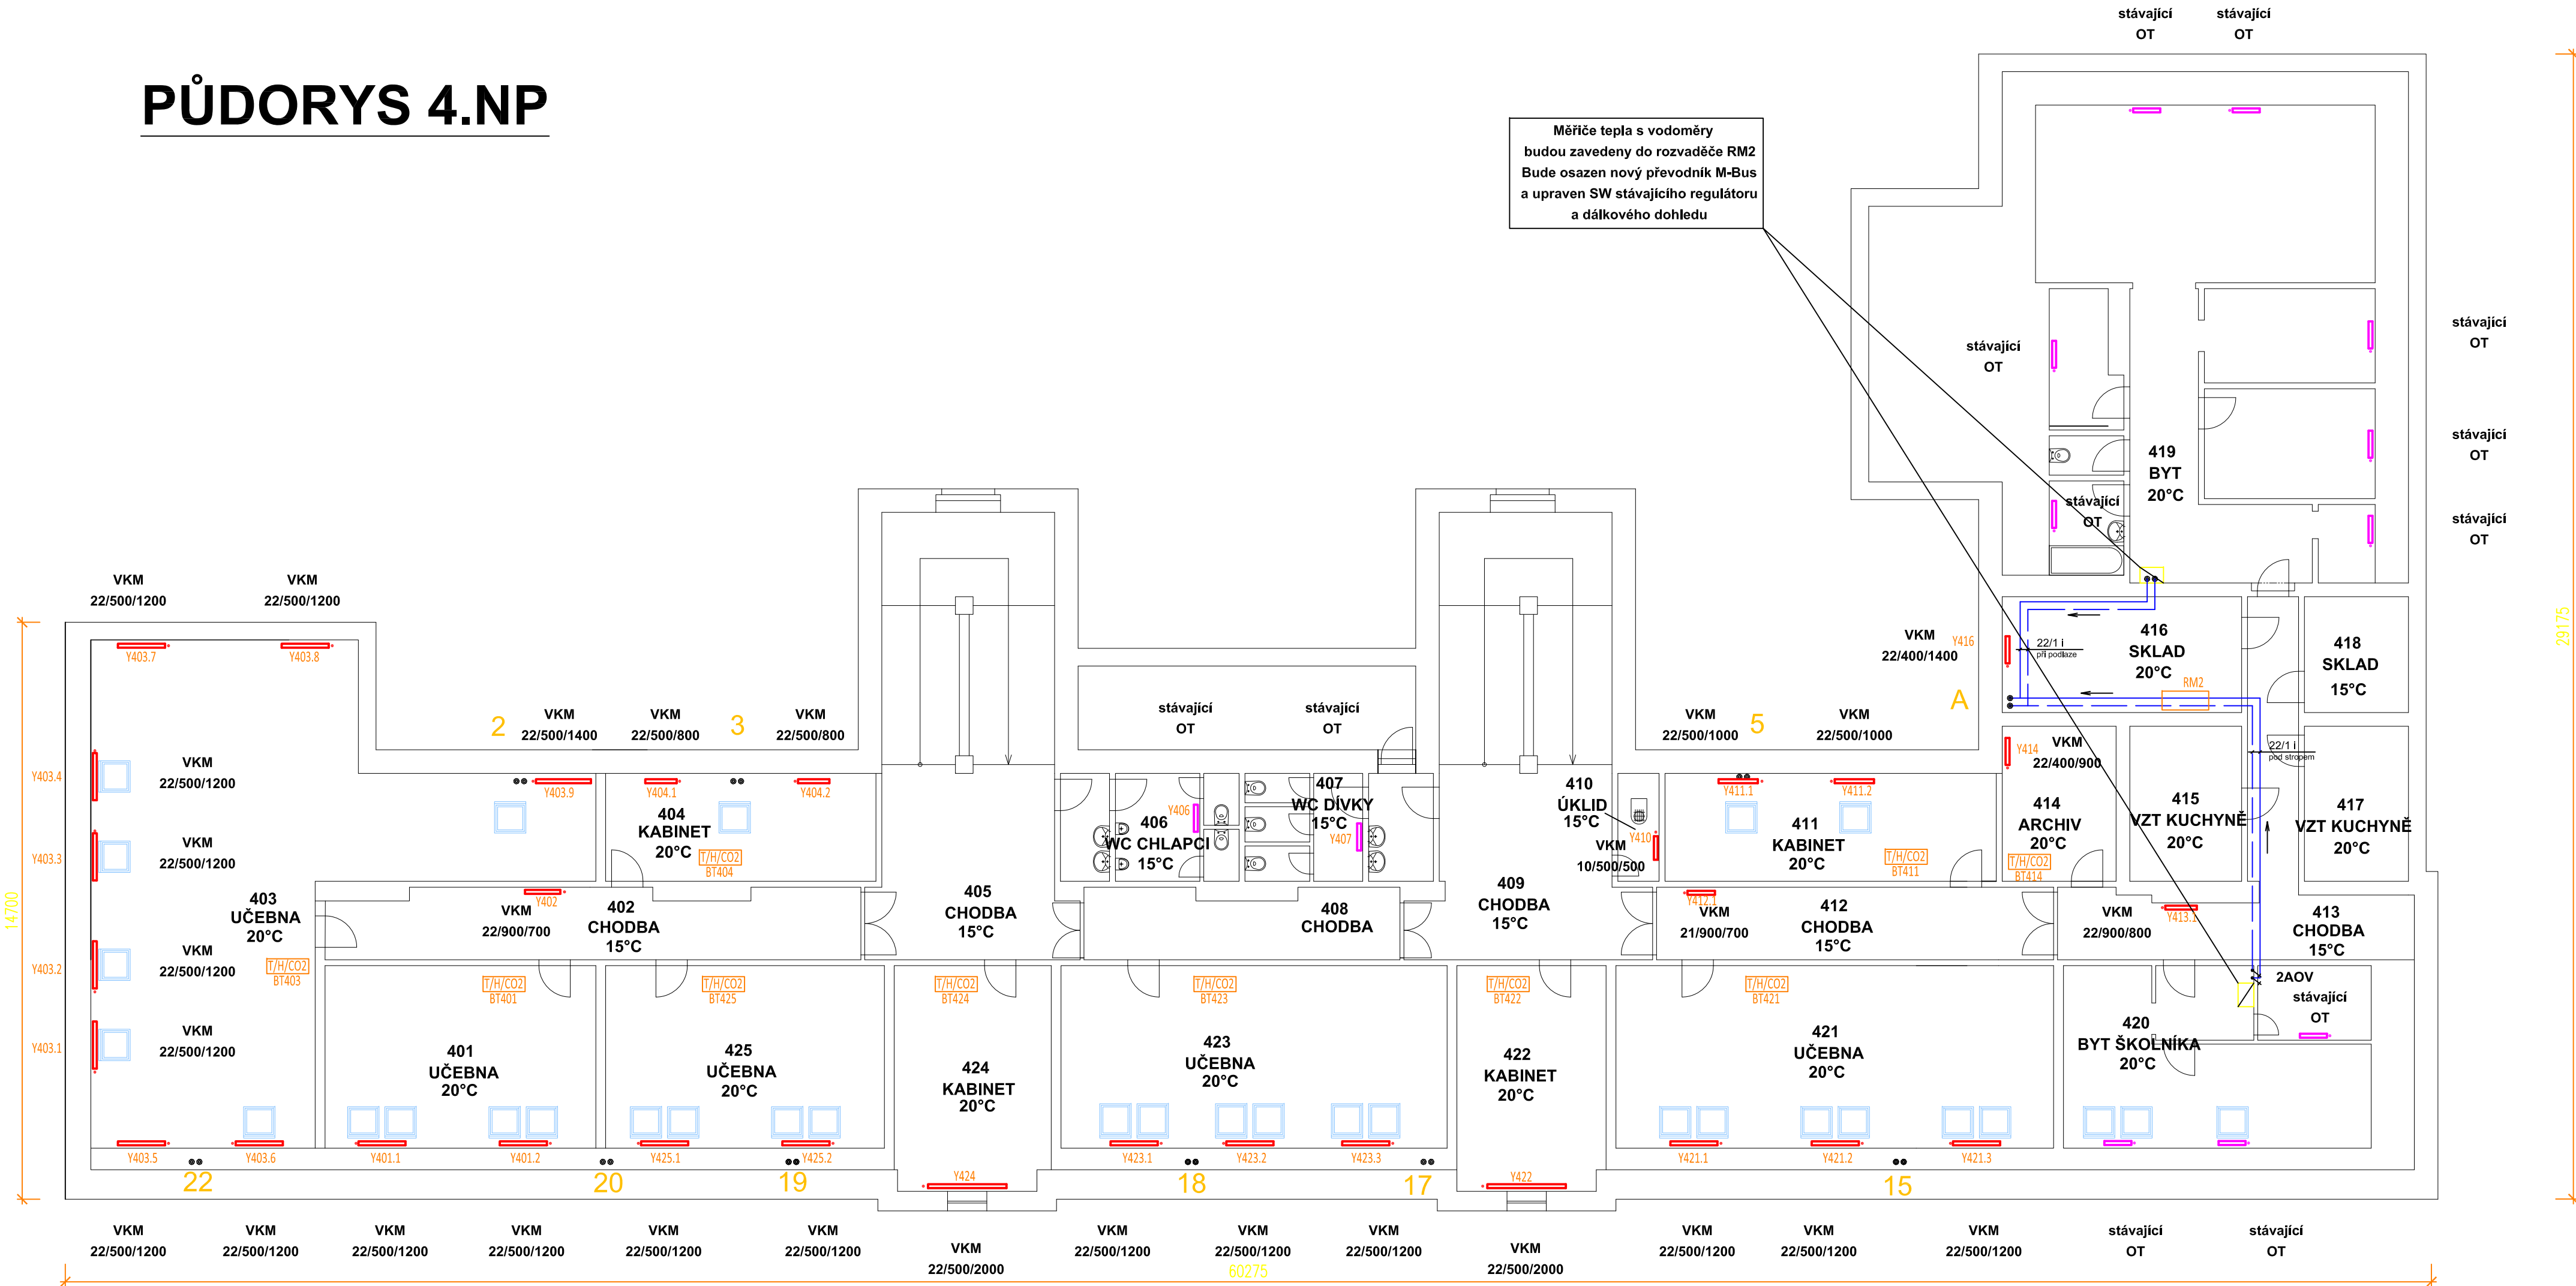 stávající
OT
stávající
OT
PŮDORYS 4.NP
Měřiče tepla s vodoměry
budou zavedeny do rozvaděče RM2
Bude osazen nový převodník M-Bus
a upraven SW stávajícího regulátoru
a dálkového dohledu
stávající
OT
stávající
OT
stávající
OT
419
BYT
20°C
stávající
OT
stávající
OT
29175
VKM
22/500/1200
VKM
22/500/1200
Y403.7
Y403.8
VKM
22/400/1400
Y416
22/1 i
při podlaze
416
SKLAD
20°C
RM2
418
SKLAD
15°C
A
2
VKM
22/500/1400
VKM
22/500/800
3
VKM
22/500/800
stávající
OT
stávající
OT
VKM
22/500/1000
5
VKM
22/500/1000
Y414
VKM
22/400/900
22/1 i
pod stropem
Y403.4
VKM
22/500/1200
Y403.9
Y404.1
Y404.2
404
KABINET
20°C
T/H/CO2
BT404
Y406
406
WC CHLAPCI
15°C
407
WC DÍVKY
15°C
Y407
410
ÚKLID
15°C
Y410
VKM
10/500/500
Y411.1
Y411.2
411
KABINET
20°C
T/H/CO2
BT411
414
ARCHIV
20°C
T/H/CO2
BT414
415
VZT KUCHYNĚ
20°C
417
VZT KUCHYNĚ
20°C
Y403.3
VKM
22/500/1200
14700
403
UČEBNA
20°C
T/H/CO2
BT403
Y402
VKM
22/900/700
402
CHODBA
15°C
405
CHODBA
15°C
408
CHODBA
409
CHODBA
15°C
Y412.1
VKM
21/900/700
412
CHODBA
15°C
VKM
22/900/800
Y413.1
413
CHODBA
15°C
Y403.2
VKM
22/500/1200
T/H/CO2
BT401
T/H/CO2
BT425
T/H/CO2
BT424
T/H/CO2
BT423
T/H/CO2
BT422
T/H/CO2
BT421
2AOV
stávající
OT
Y403.1
VKM
22/500/1200
401
UČEBNA
20°C
425
UČEBNA
20°C
424
KABINET
20°C
423
UČEBNA
20°C
422
KABINET
20°C
421
UČEBNA
20°C
420
BYT ŠKOLNÍKA
20°C
Y403.5
Y403.6
Y401.1
Y401.2
Y425.1
Y425.2
Y424
Y423.1
Y423.2
Y423.3
Y422
Y421.1
Y421.2
Y421.3
22
20
19
18
17
15
VKM
22/500/1200
VKM
22/500/1200
VKM
22/500/1200
VKM
22/500/1200
VKM
22/500/1200
VKM
22/500/1200
VKM
22/500/2000
VKM
22/500/1200
VKM
22/500/1200
VKM
22/500/1200
VKM
22/500/2000
VKM
22/500/1200
VKM
22/500/1200
VKM
22/500/1200
stávající
OT
stávající
OT
60275